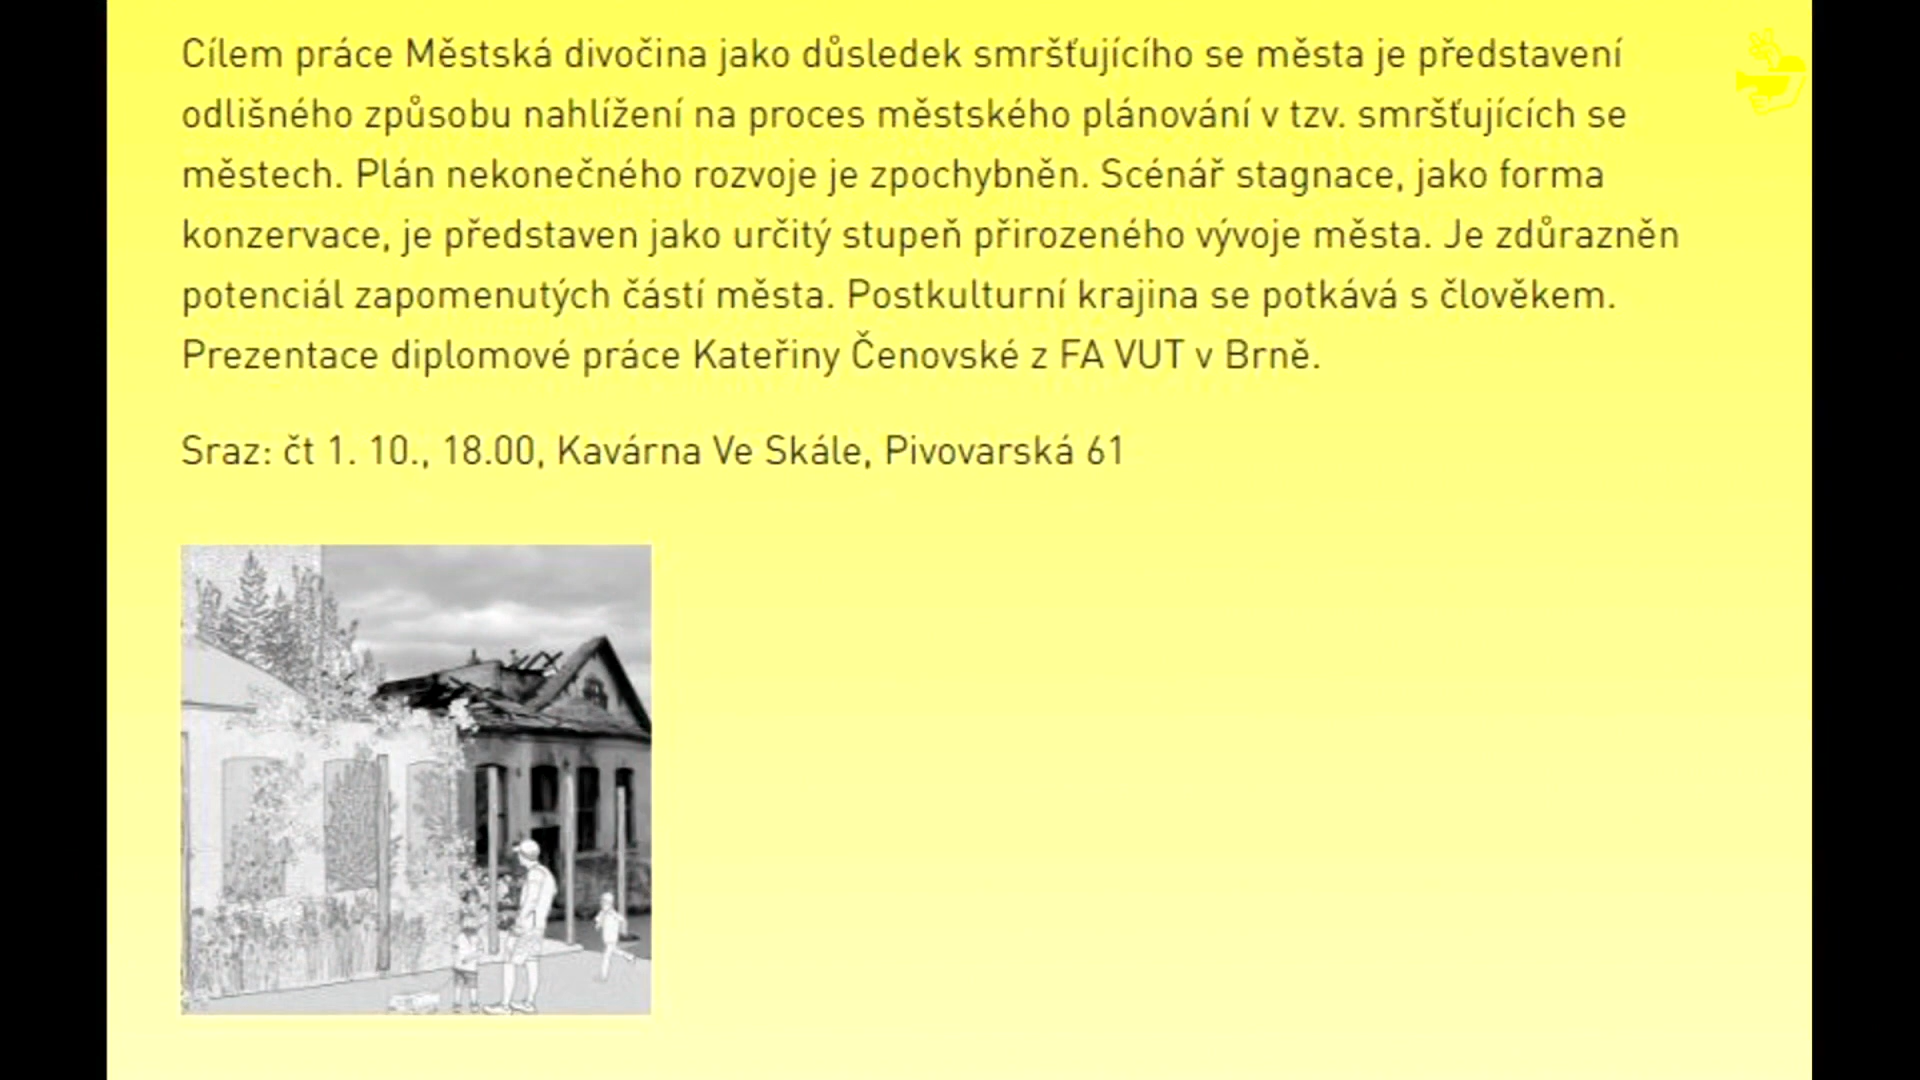 Cílem práce Městská divočina jako důsledek smršťujícího se města je představení
odlišného způsobu nahlížení na proces městského plánování v tzv. smršťujících se
městech. Plán nekonečného rozvoje je zpochybněn. Scénář stagnace, jako forma
konzervace, je představen jako určitý stupeň přirozeného vývoje města. Je zdůrazněn
potenciál zapomenutých částí města. Postkulturní krajina se potkává s člověkem.
Prezentace diplomové práce Kateřiny Čenovské z FA VUT v Brně.
Sraz: čt 1. 10., 18.00, Kavárna Ve Skále, Pivovarská 61